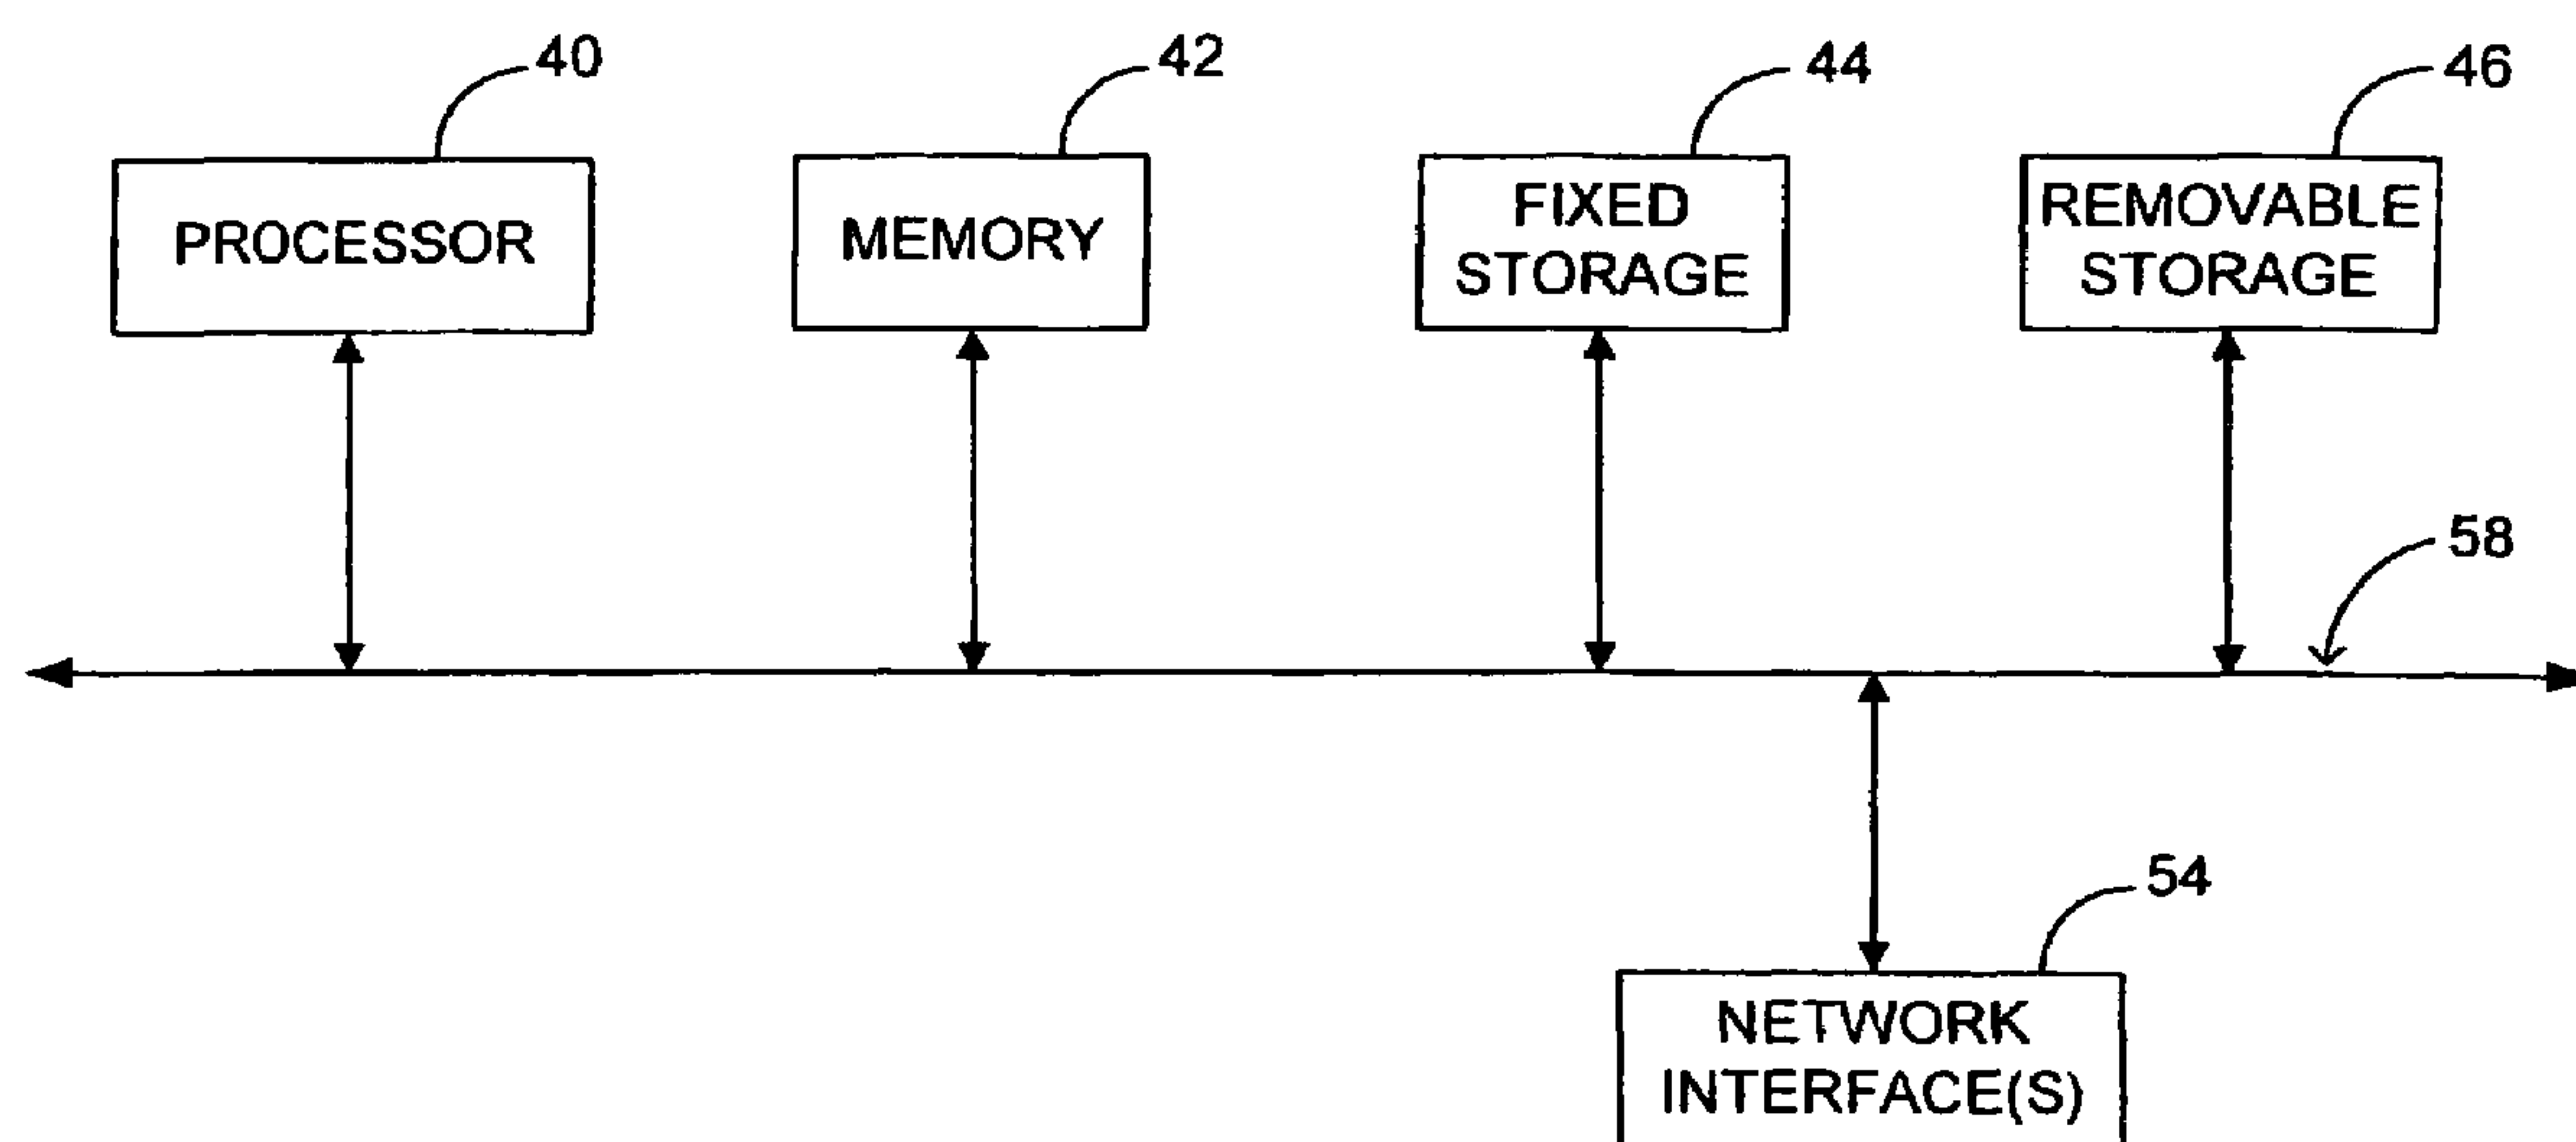 40
42
44
46
PROCESSOR
MEMORY
FIXED
STORAGE
REMOVABLE
STORAGE
58
54
NETWORK
INTERFACE(S)